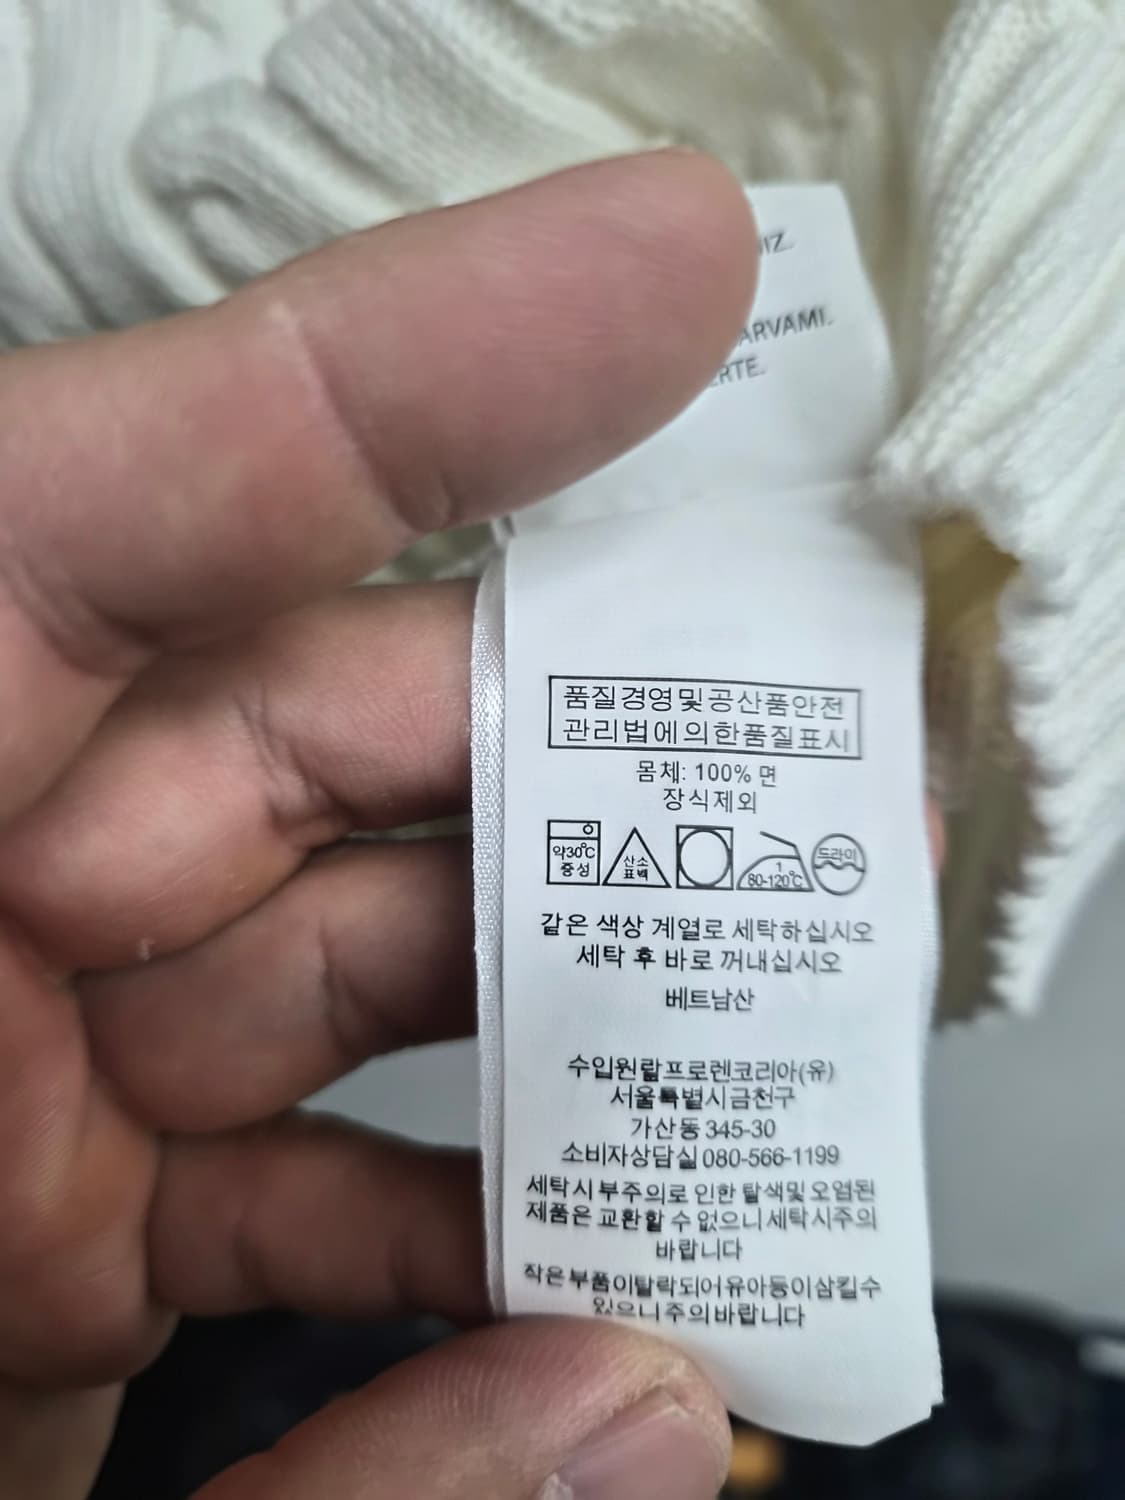 품질경영및공산품안전
관리법에의한품질표시
몸체: 100% 면
장식제외
약30℃
중성
산소
표백
1
80-120℃
드라이
같은 색상 계열로 세탁하십시오
세탁 후 바로 꺼내십시오
베트남산
수입원랄프로렌코리아(유)
서울특별시금천구
가산동 345-30
소비자상담실 080-566-1199
세탁시 부주의로 인한 탈색및 오염된
제품은 교환할 수 없으니 세탁시주의
바랍니다
작은 부품이탈락되어유아등이삼킬수
있으니주의바랍니다